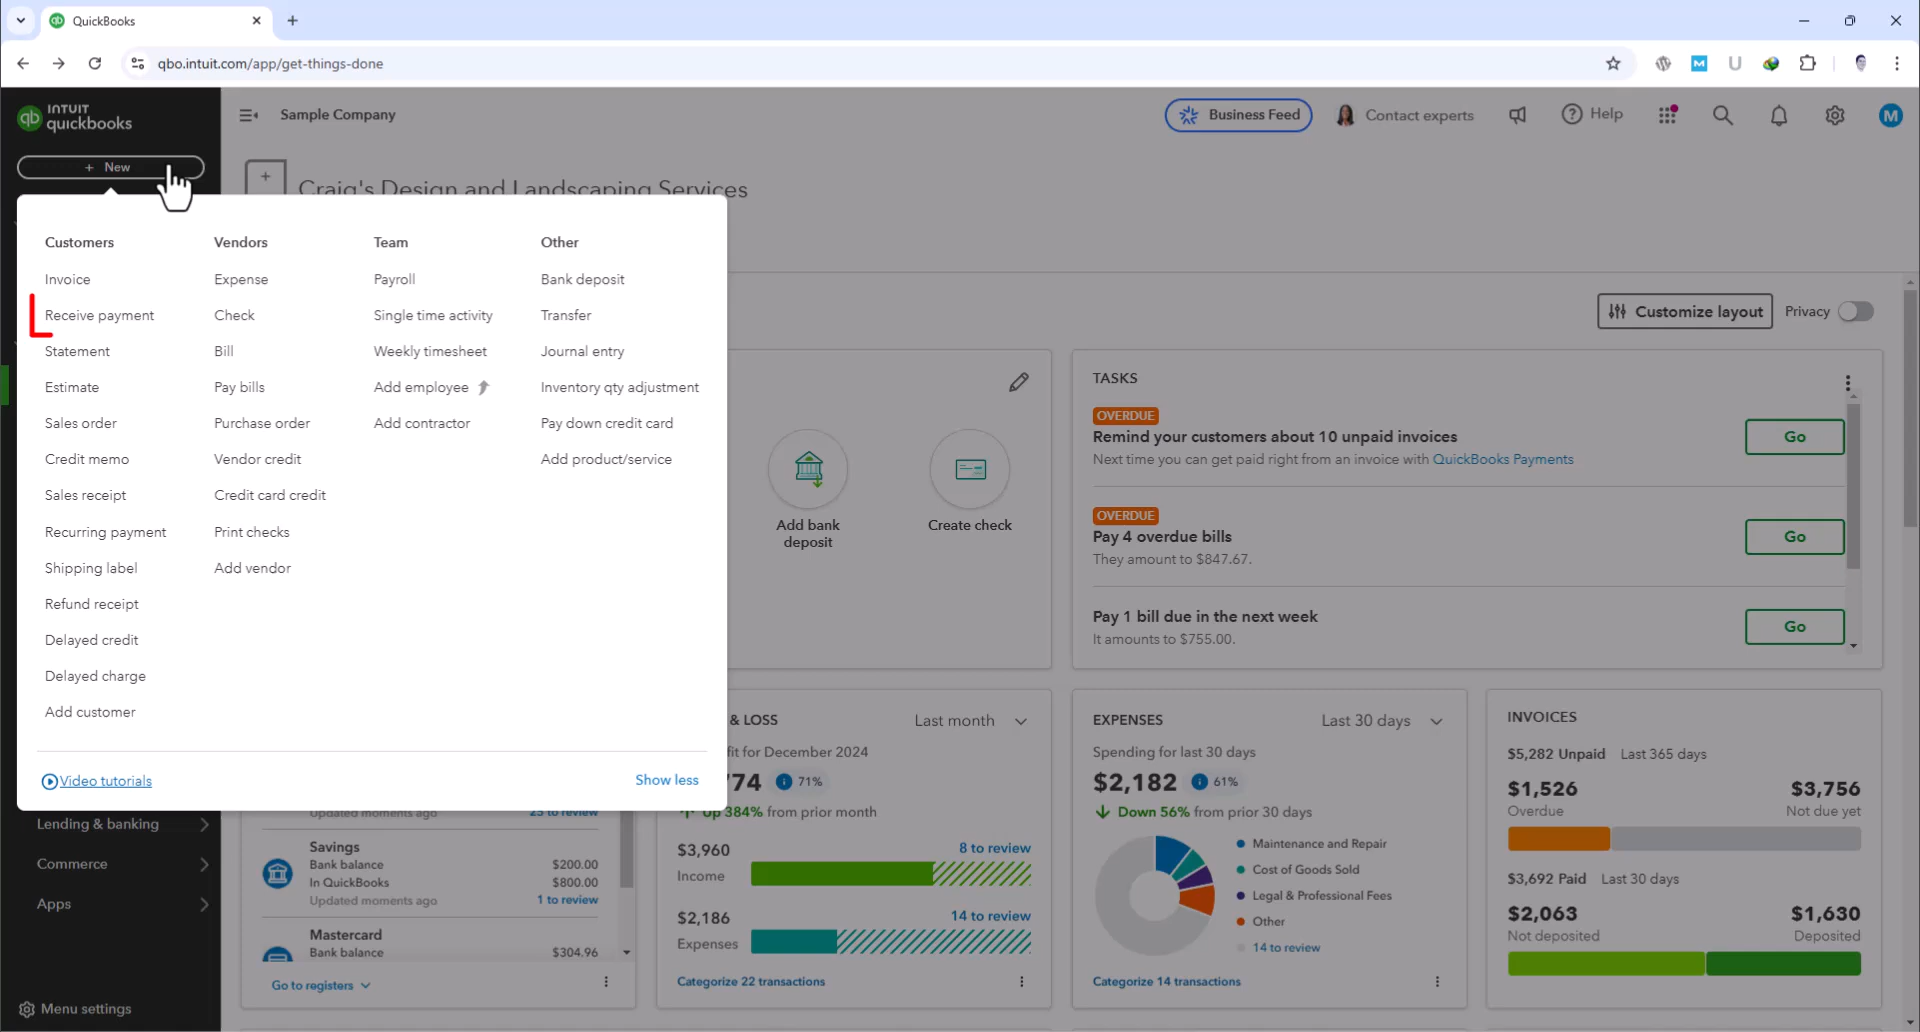 QuickBooks
qbo.intuit.com/app/get-things-done
INTUIT
quickbooks
Sample Company
Business Feed
Contact experts
Help
M
+ New
Craig's Design and Landscaping Services
Customers
Invoice
Receive payment
Statement
Estimate
Sales order
Credit memo
Sales receipt
Recurring payment
Shipping label
Refund receipt
Delayed credit
Delayed charge
Add customer
Vendors
Expense
Check
Bill
Pay bills
Purchase order
Vendor credit
Credit card credit
Print checks
Add vendor
Team
Payroll
Single time activity
Weekly timesheet
Add employee
Add contractor
Other
Bank deposit
Transfer
Journal entry
Inventory qty adjustment
Pay down credit card
Add product/service
Video tutorials
Show less
Customize layout
Privacy
Add bank
deposit
Create check
TASKS
OVERDUE
Remind your customers about 10 unpaid invoices
Next time you can get paid right from an invoice with QuickBooks Payments
Go
OVERDUE
Pay 4 overdue bills
They amount to $847.67.
Go
Pay 1 bill due in the next week
It amounts to $755.00.
Go
Lending & banking
Commerce
Apps
Menu settings
Updated moments ago
25 to review
Savings
Bank balance $200.00
In QuickBooks $800.00
Updated moments ago 1 to review
Mastercard
Bank balance $304.96
Go to registers
& LOSS
Last month
fit for December 2024
774 71%
Up 384% from prior month
$3,960 8 to review
Income
$2,186 14 to review
Expenses
Categorize 22 transactions
EXPENSES
Last 30 days
Spending for last 30 days
$2,182 61%
Down 56% from prior 30 days
Maintenance and Repair
Cost of Goods Sold
Legal & Professional Fees
Other
14 to review
Categorize 14 transactions
INVOICES
$5,282 Unpaid Last 365 days
$1,526 $3,756
Overdue Not due yet
$3,692 Paid Last 30 days
$2,063 $1,630
Not deposited Deposited